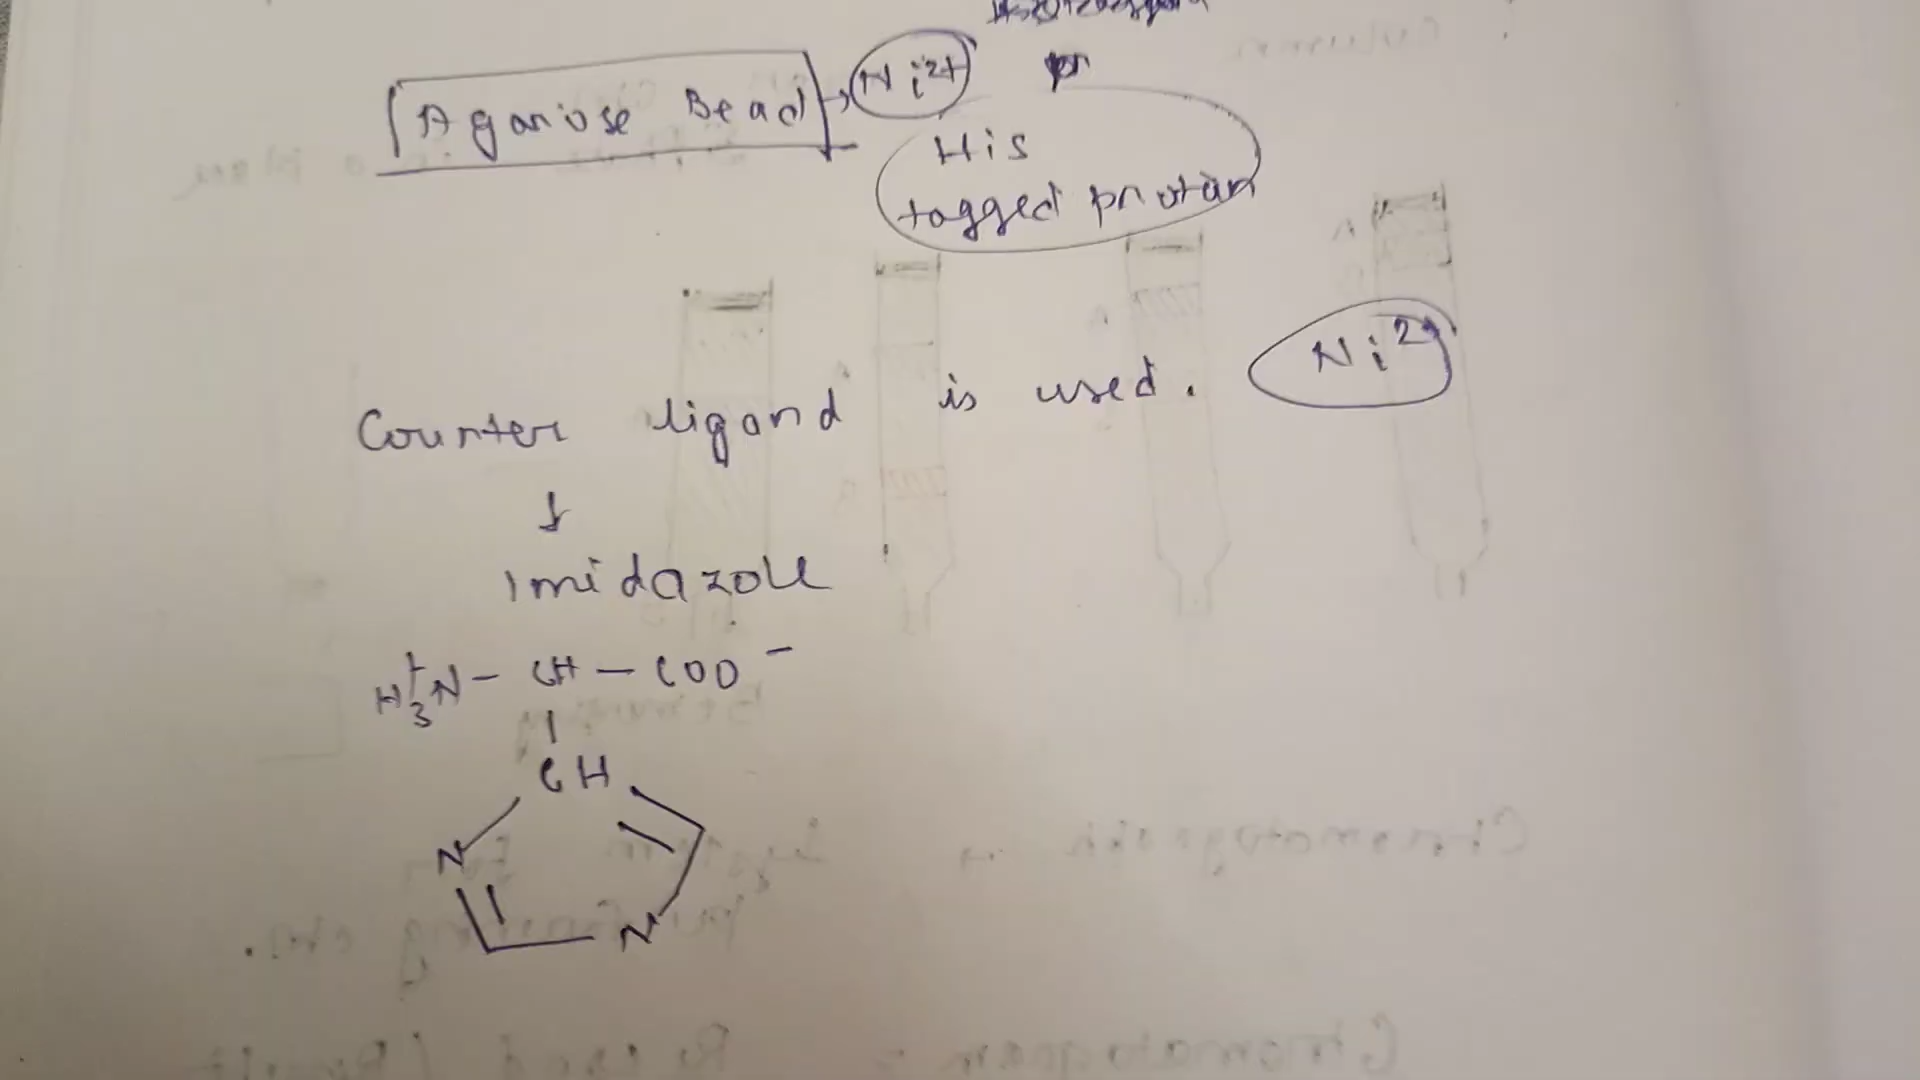 Agarose Bead → Ni²⁺
His
tagged protein
Counter ligand is used. Ni²⁺
↓
Imidazole
H₃⁺N – CH – COO⁻
CH
N
N